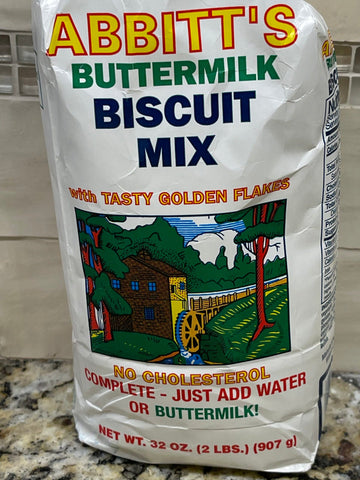 ABBITT'S
BUTTERMILK
BISCUIT
MIX
with TASTY GOLDEN FLAKES
NO CHOLESTEROL
COMPLETE - JUST ADD WATER
OR BUTTERMILK!
NET WT. 32 OZ. (2 LBS.) (907 g)